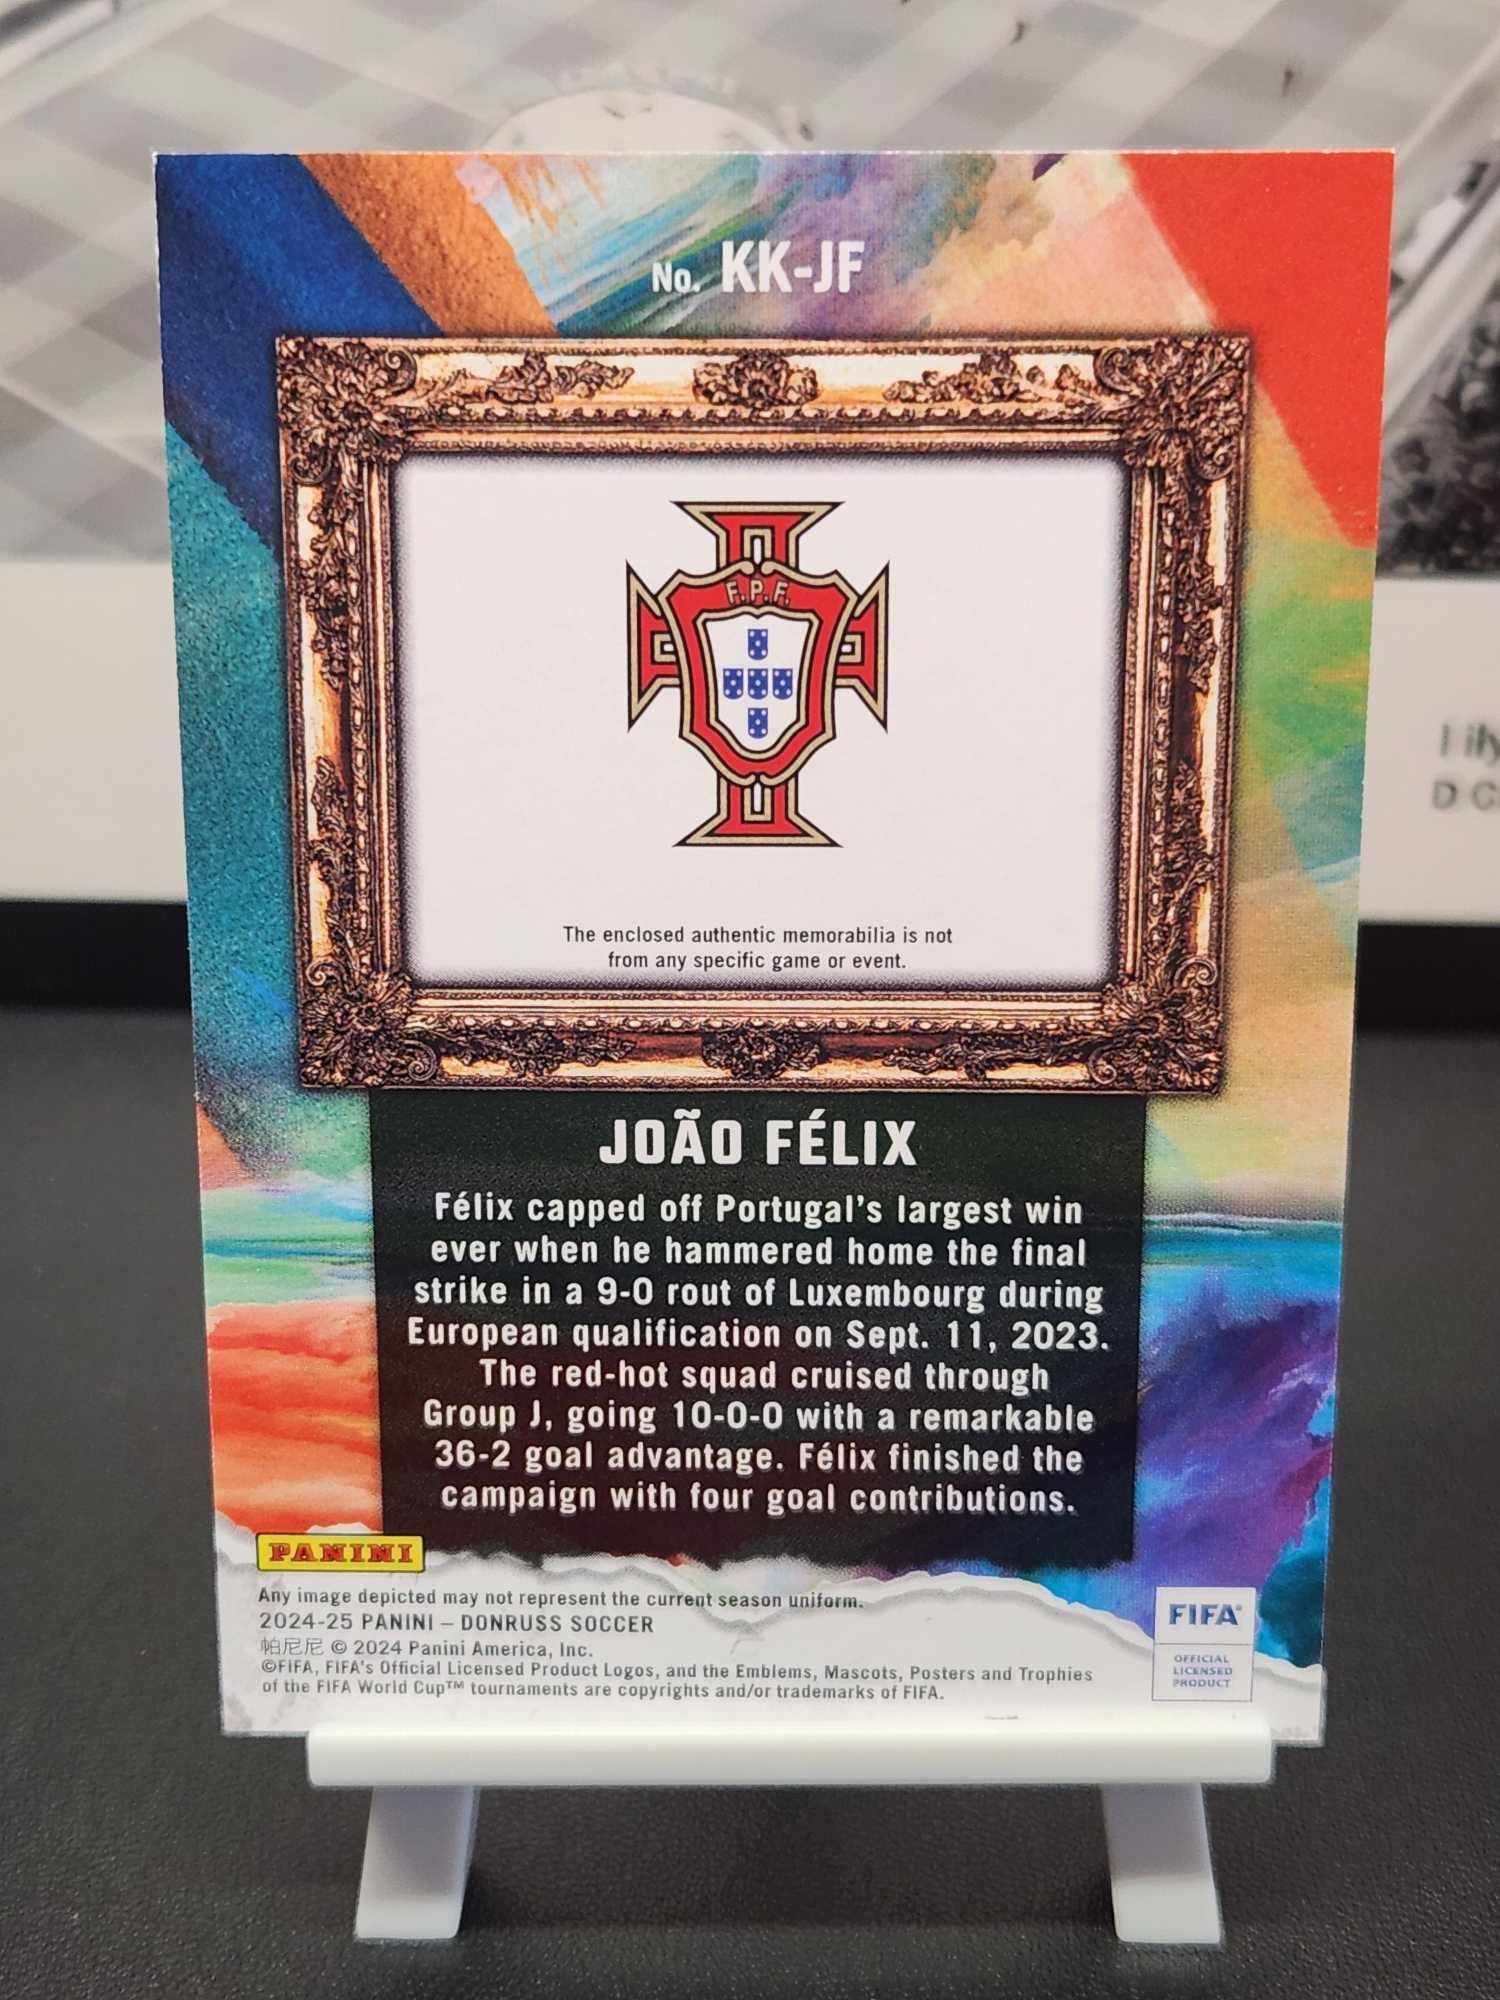 No. KK-JF
F.P.F.
The enclosed authentic memorabilia is not
from any specific game or event.
JOÃO FÉLIX
Félix capped off Portugal's largest win
ever when he hammered home the final
strike in a 9-0 rout of Luxembourg during
European qualification on Sept. 11, 2023.
The red-hot squad cruised through
Group J, going 10-0-0 with a remarkable
36-2 goal advantage. Félix finished the
campaign with four goal contributions.
PANINI
Any image depicted may not represent the current season uniform.
2024-25 PANINI – DONRUSS SOCCER
帕尼尼 © 2024 Panini America, Inc.
©FIFA, FIFA's Official Licensed Product Logos, and the Emblems, Mascots, Posters and Trophies
of the FIFA World Cup™ tournaments are copyrights and/or trademarks of FIFA.
FIFA®
OFFICIAL
LICENSED
PRODUCT